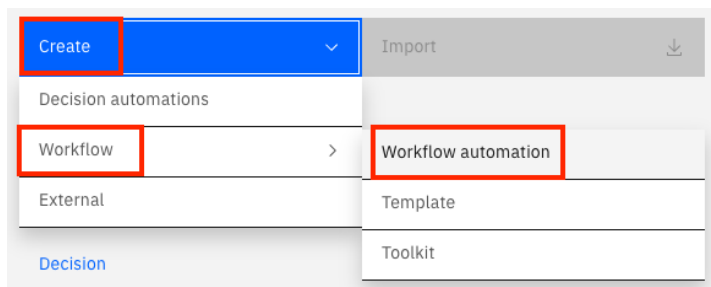 Create
Import
Decision automations
Workflow
Workflow automation
External
Template
Toolkit
Decision